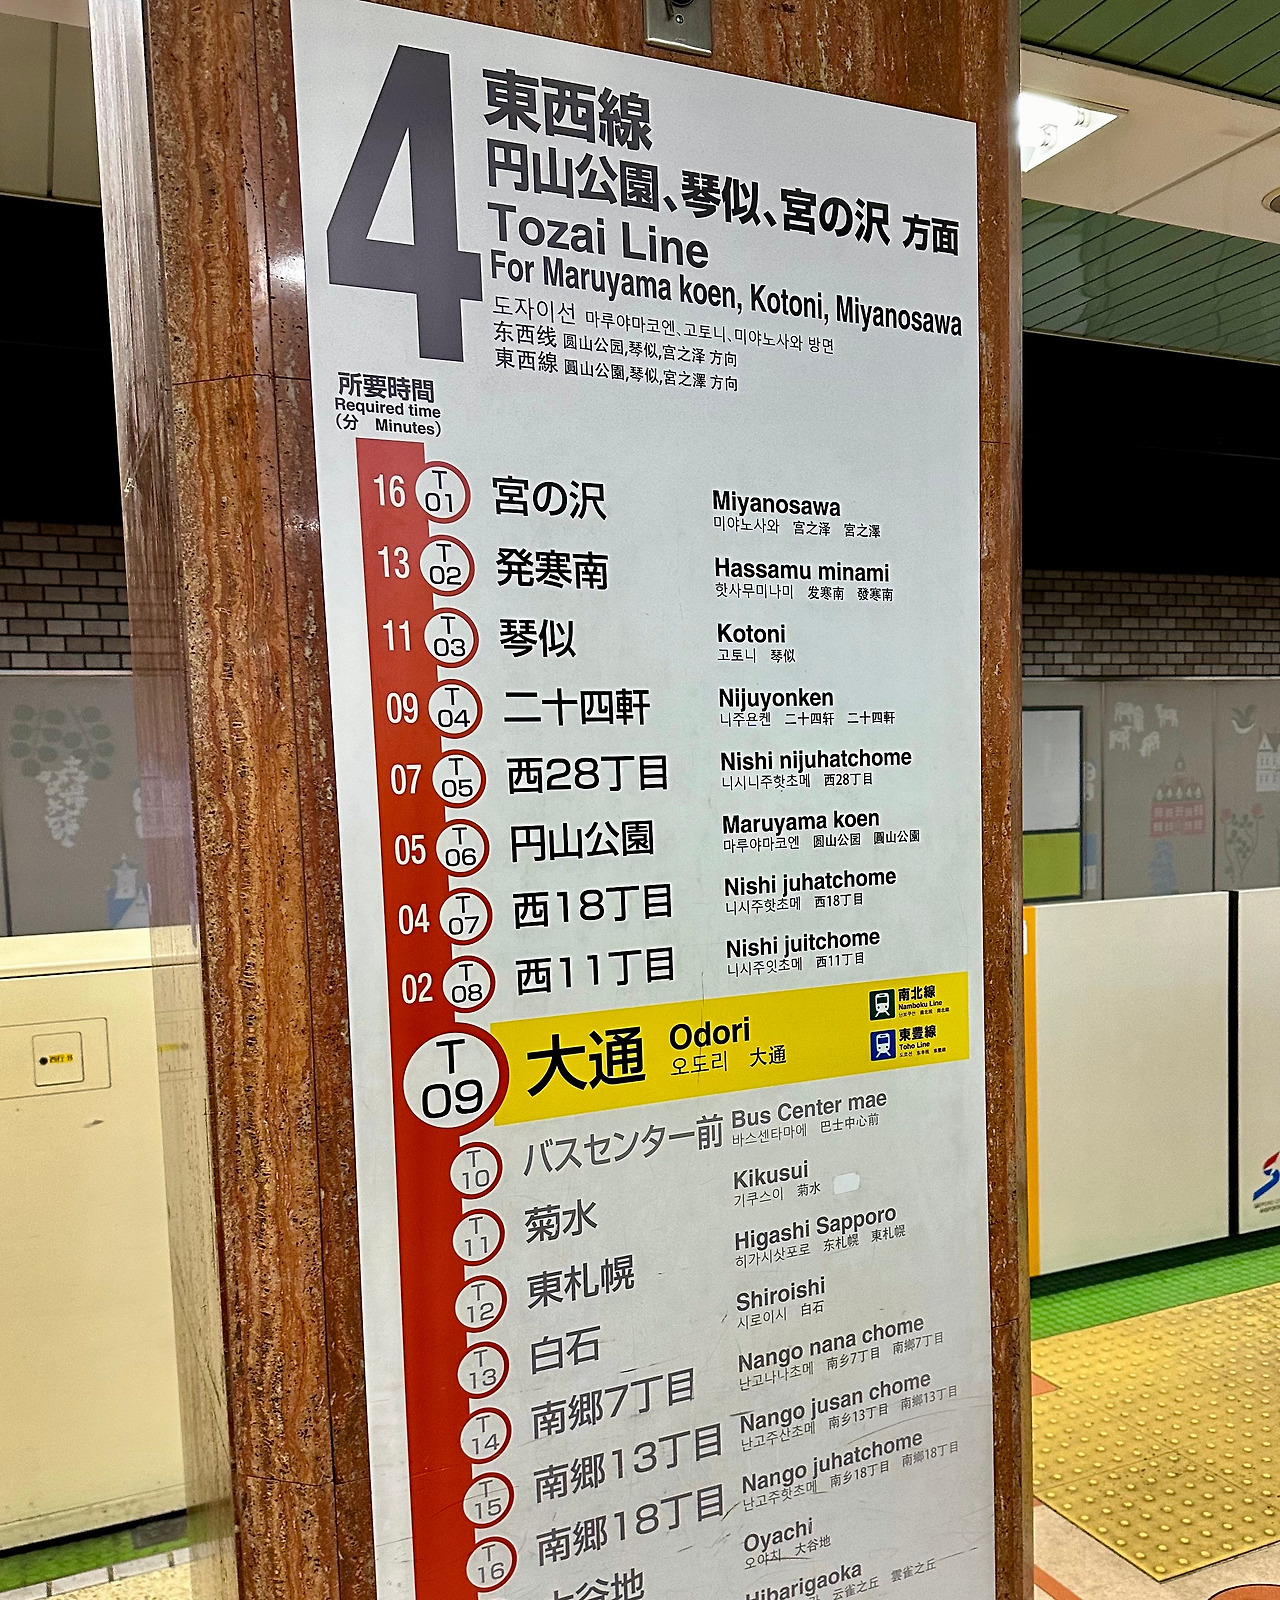 4
東西線
円山公園、琴似、宮の沢 方面
Tozai Line
For Maruyama koen, Kotoni, Miyanosawa
도자이선 마루야마코엔、고토니、미야노사와 방면
东西线 圆山公园,琴似,宫之泽 方向
東西線 圓山公園,琴似,宮之澤 方向
所要時間
Required time
(分 Minutes)
16 T 01 宮の沢 Miyanosawa
미야노사와 宫之泽 宮之澤
13 T 02 発寒南 Hassamu minami
핫사무미나미 发寒南 發寒南
11 T 03 琴似 Kotoni
고토니 琴似
09 T 04 二十四軒 Nijuyonken
니주욘켄 二十四轩 二十四軒
07 T 05 西28丁目 Nishi nijuhatchome
니시니주핫초메 西28丁目
05 T 06 円山公園 Maruyama koen
마루야마코엔 圆山公园 圓山公園
04 T 07 西18丁目 Nishi juhatchome
니시주핫초메 西18丁目
02 T 08 西11丁目 Nishi juitchome
니시주잇초메 西11丁目
T 09 大通 Odori
오도리 大通
南北線
Namboku Line
東豊線
Toho Line
T 10 バスセンター前 Bus Center mae
바스센타마에 巴士中心前
T 11 菊水 Kikusui
기쿠스이 菊水
T 12 東札幌 Higashi Sapporo
히가시삿포로 东札幌 東札幌
T 13 白石 Shiroishi
시로이시 白石
T 14 南郷7丁目 Nango nana chome
난고나나초메 南乡7丁目 南鄉7丁目
T 15 南郷13丁目 Nango jusan chome
난고주산초메 南乡13丁目 南鄉13丁目
T 16 南郷18丁目 Nango juhatchome
난고주핫초메 南乡18丁目 南鄉18丁目
大谷地 Oyachi
오야치 大谷地
Hibarigaoka
云雀之丘 雲雀之丘